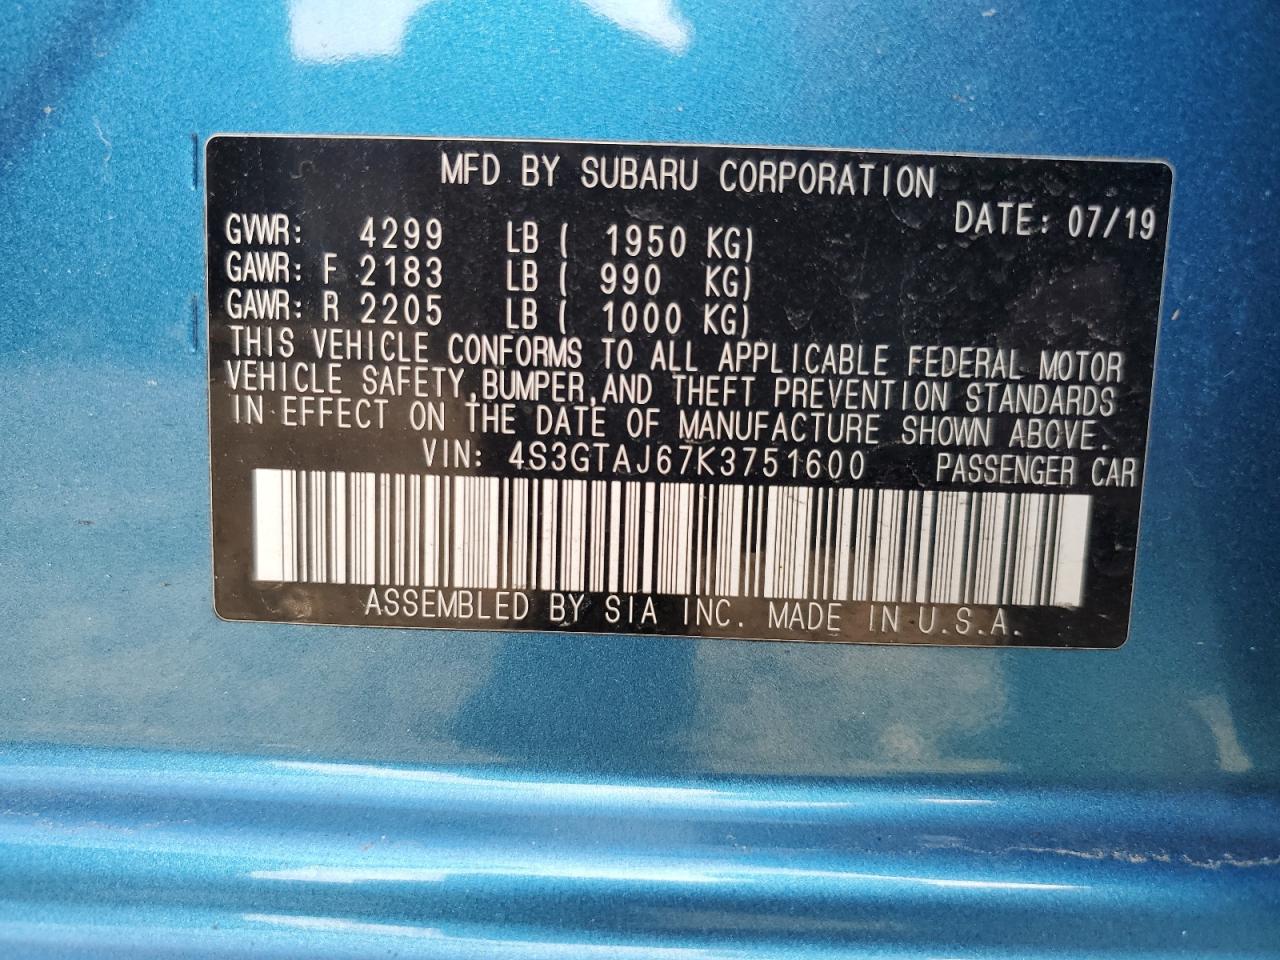 MFD BY SUBARU CORPORATION
DATE: 07/19
GVWR: 4299 LB ( 1950 KG)
GAWR: F 2183 LB ( 990 KG)
GAWR: R 2205 LB ( 1000 KG)
THIS VEHICLE CONFORMS TO ALL APPLICABLE FEDERAL MOTOR
VEHICLE SAFETY,BUMPER,AND THEFT PREVENTION STANDARDS
IN EFFECT ON THE DATE OF MANUFACTURE SHOWN ABOVE.
VIN: 4S3GTAJ67K3751600 PASSENGER CAR
ASSEMBLED BY SIA INC. MADE IN U.S.A.